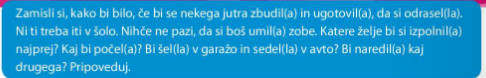 Zamisli si, kako bi bilo, če bi se nekega jutra zbudil(a) in ugotovil(a), da si odrasel(la).
Ni ti treba iti v šolo. Nihče ne pazi, da si boš umil(a) zobe. Katere želje bi si izpolnil(a)
najprej? Kaj bi počel(a)? Bi šel(la) v garažo in sedel(la) v avto? Bi naredil(a) kaj
drugega? Pripoveduj.